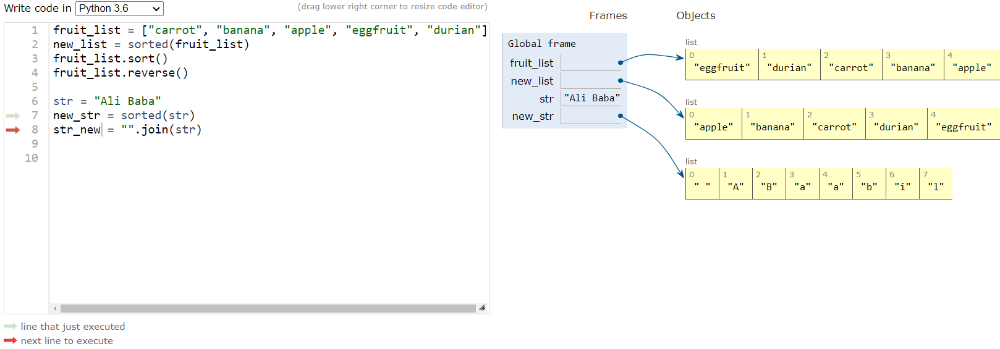 Write code in Python 3.6
(drag lower right corner to resize code editor)
1 fruit_list = ["carrot", "banana", "apple", "eggfruit", "durian"]
2 new_list = sorted(fruit_list)
3 fruit_list.sort()
4 fruit_list.reverse()
5
6 str = "Ali Baba"
7 new_str = sorted(str)
8 str_new = "".join(str)
9
10
line that just executed
next line to execute
Frames Objects
Global frame
fruit_list
new_list
str "Ali Baba"
new_str
list
0 1 2 3 4
"eggfruit" "durian" "carrot" "banana" "apple"
list
0 1 2 3 4
"apple" "banana" "carrot" "durian" "eggfruit"
list
0 1 2 3 4 5 6 7
" " "A" "B" "a" "a" "b" "i" "l"